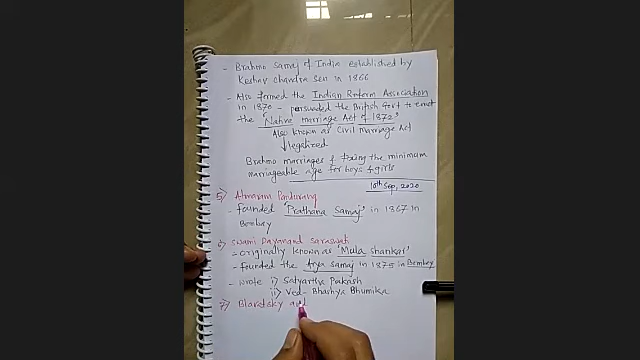 - Brahmo Samaj of India established by
Keshav Chandra Sen in 1866
- Also formed the Indian Reform Association
in 1870 - persuaded the British Govt to enact
the 'Native marriage Act of 1872'
Also known as Civil Marriage Act
↓ legalized
Brahmo marriages & fixing the minimum
marriageable age for boys & girls
10th Sep, 2020
5) Atmaram Pandurang
- founded 'Prathana Samaj' in 1867 in
Bombay
6) Swami Dayanand Saraswati
- originally known as 'Mula Shankar'
- founded the Arya Samaj in 1875 in Bombay
- wrote i) Satyartha Pakash
ii) Ved - Bhashya Bhumika
7) Blavatsky and